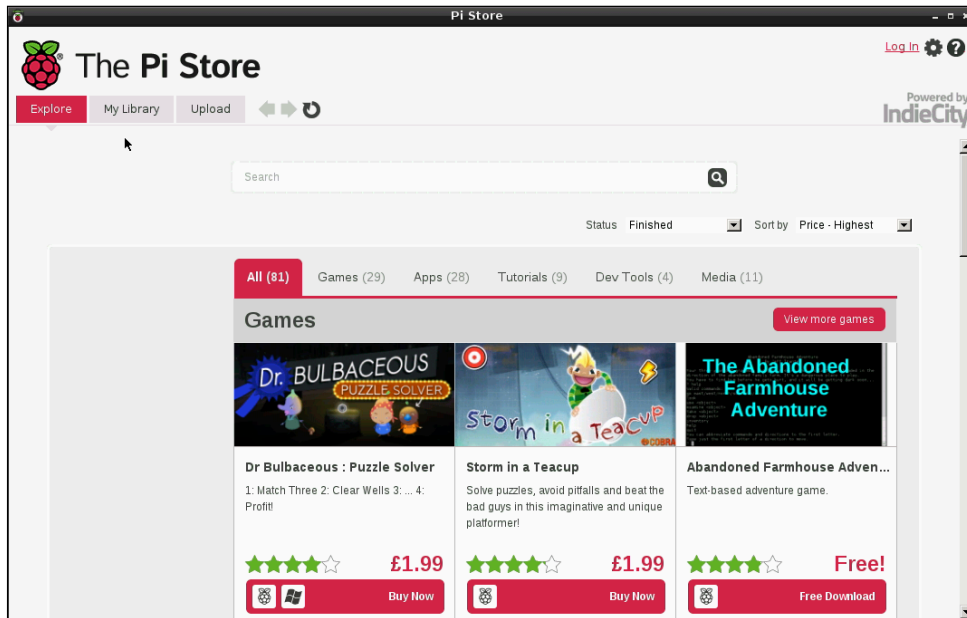 Pi Store
The Pi Store
Log In
Explore
My Library
Upload
Powered by
IndieCity
Search
Status Finished
Sort by Price - Highest
All (81)
Games (29)
Apps (28)
Tutorials (9)
Dev Tools (4)
Media (11)
Games
View more games
Dr. BULBACEOUS
PUZZLE SOLVER
Storm in a Teacup
COBRA
The Abandoned
Farmhouse
Adventure
Dr Bulbaceous : Puzzle Solver
1: Match Three 2: Clear Wells 3: ... 4:
Profit!
£1.99
Buy Now
Storm in a Teacup
Solve puzzles, avoid pitfalls and beat the
bad guys in this imaginative and unique
platformer!
£1.99
Buy Now
Abandoned Farmhouse Adven...
Text-based adventure game.
Free!
Free Download